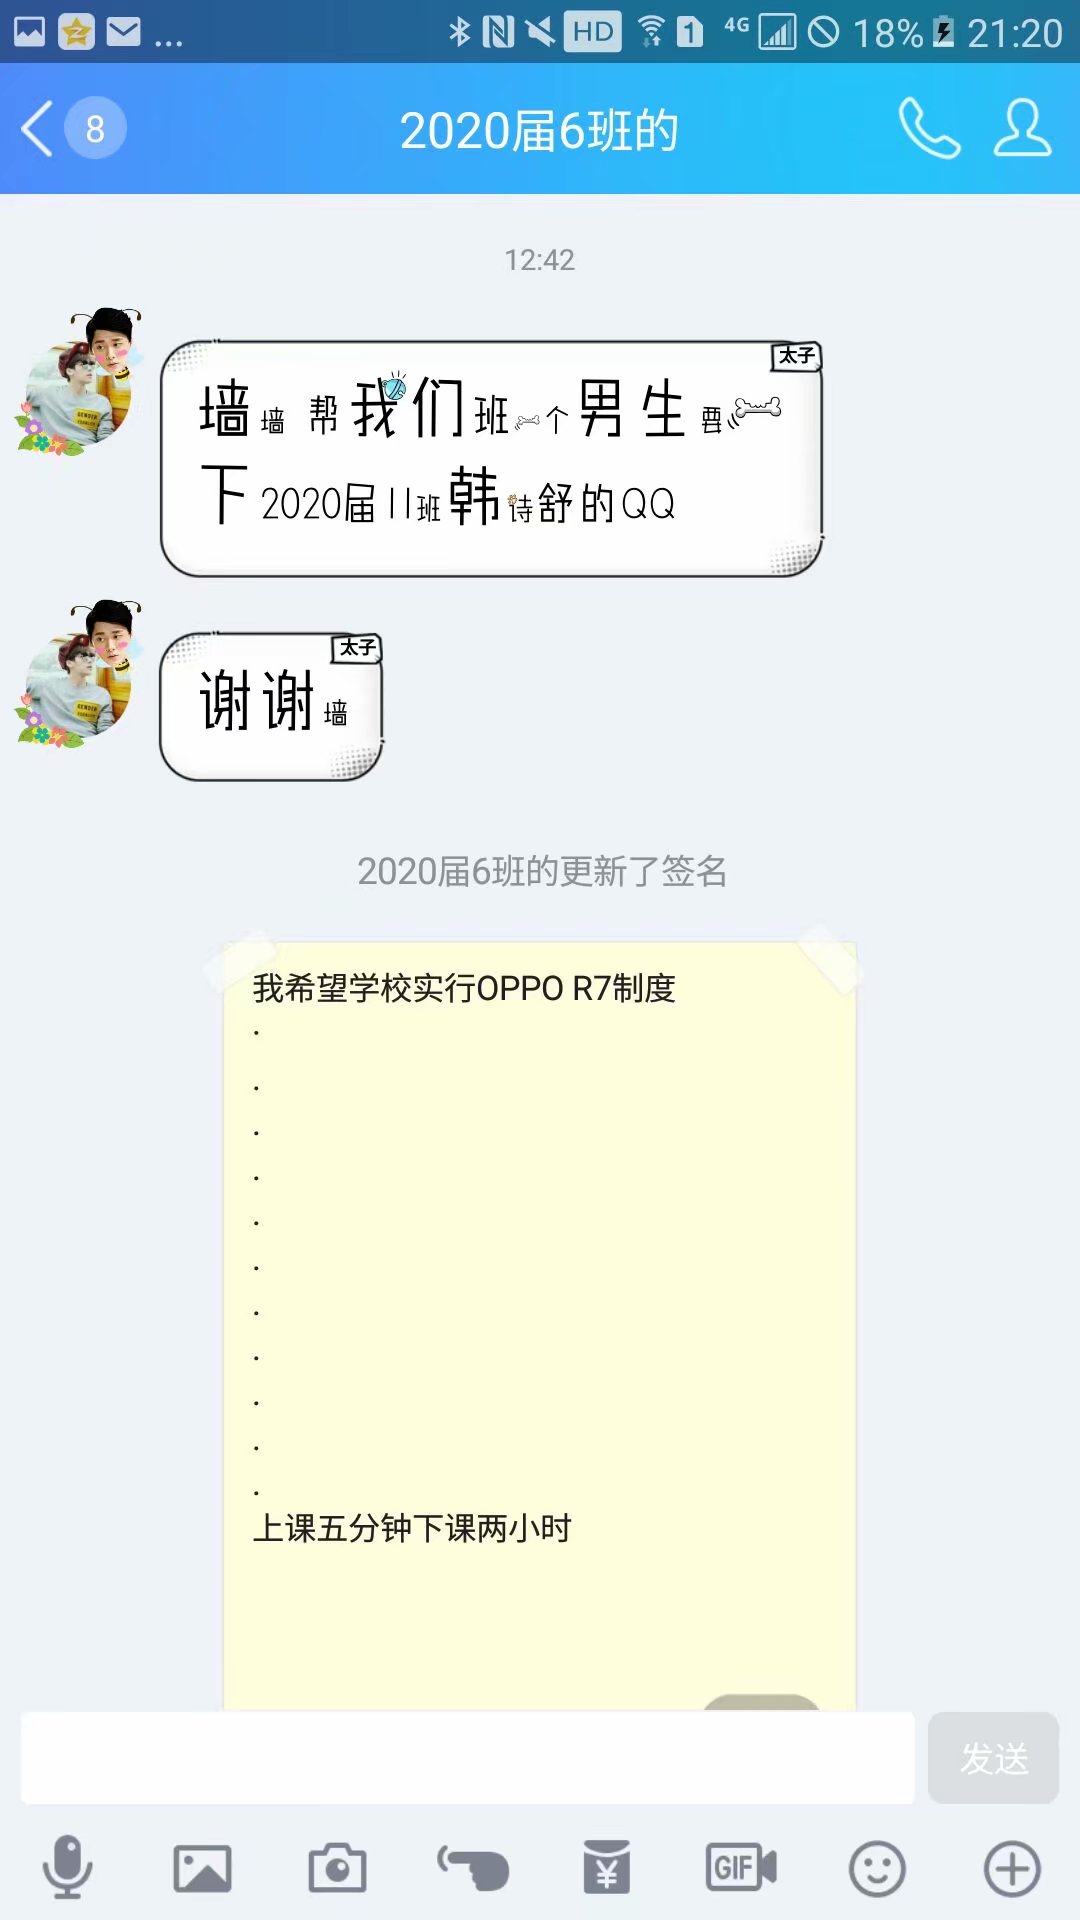 HD 1 4G 18% 21:20
8 2020届6班的
12:42
太子
墙墙 帮我们班一个男生要一
下2020届11班韩诗舒的QQ
太子
谢谢墙
2020届6班的更新了签名
我希望学校实行OPPO R7制度
.
.
.
.
.
.
.
.
.
.
.
上课五分钟下课两小时
发送
GIF